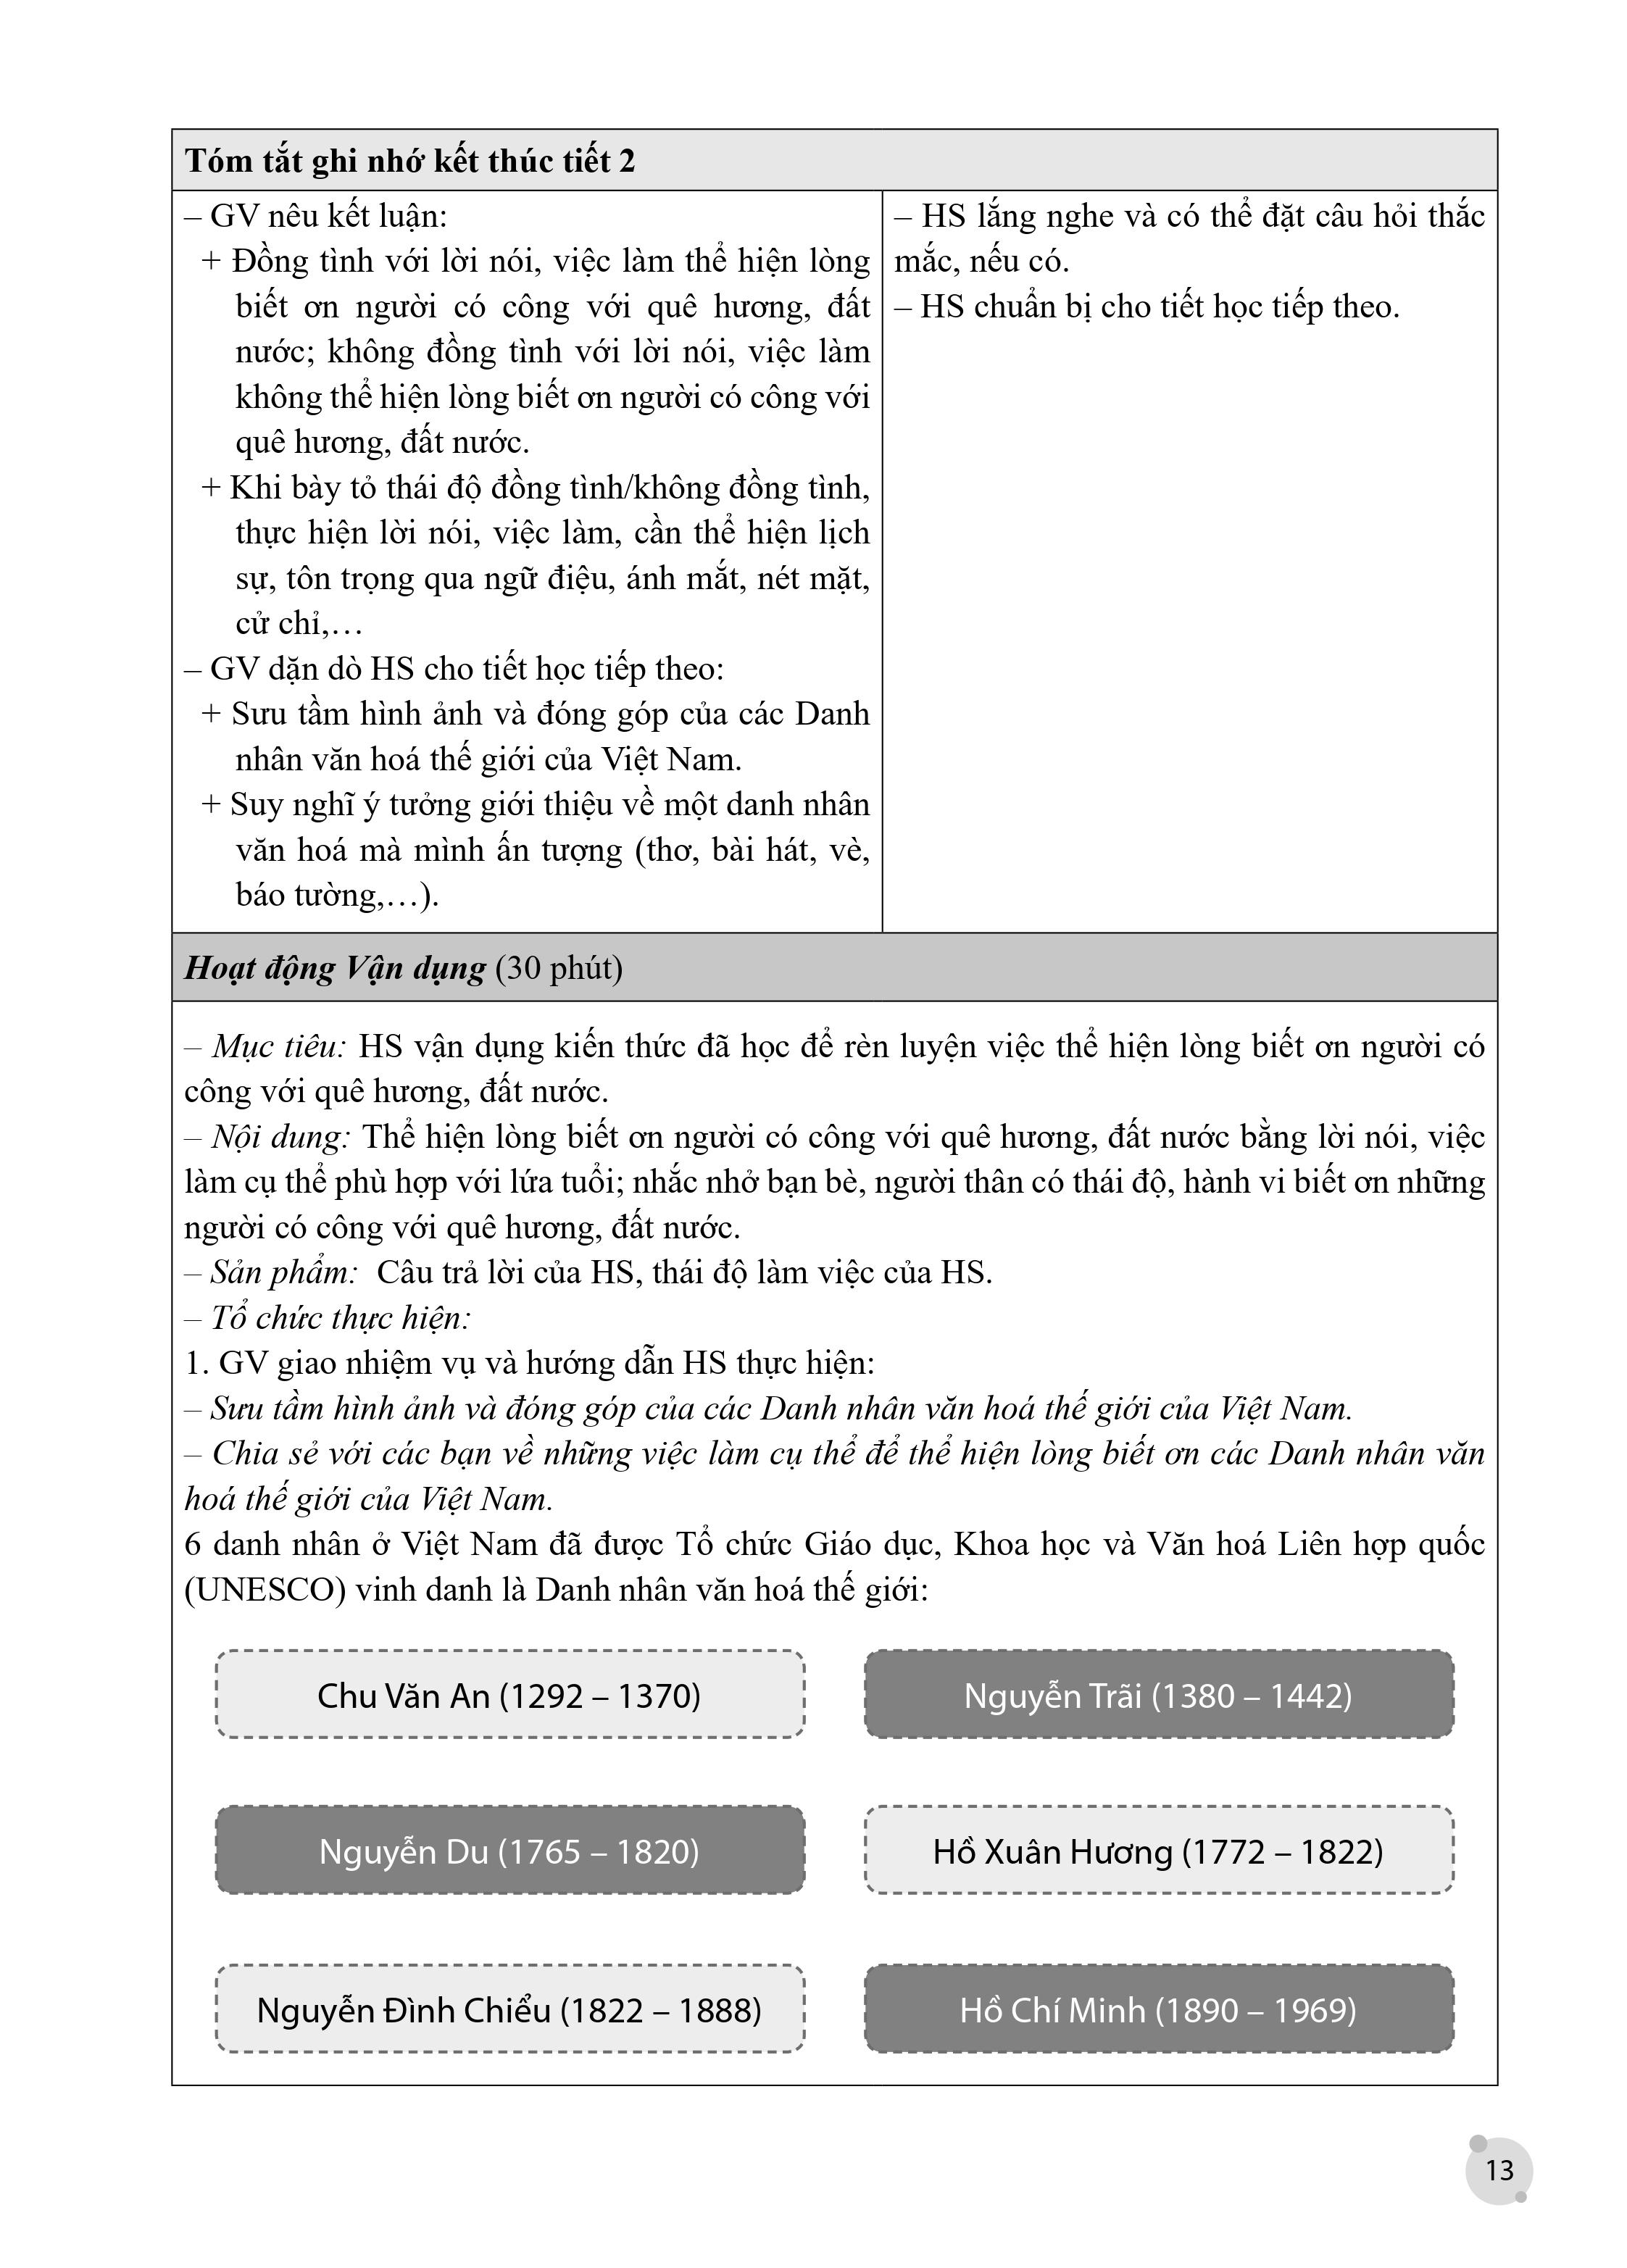 Tóm tắt ghi nhớ kết thúc tiết 2
– GV nêu kết luận:
+ Đồng tình với lời nói, việc làm thể hiện lòng
biết ơn người có công với quê hương, đất
nước; không đồng tình với lời nói, việc làm
không thể hiện lòng biết ơn người có công với
quê hương, đất nước.
+ Khi bày tỏ thái độ đồng tình/không đồng tình,
thực hiện lời nói, việc làm, cần thể hiện lịch
sự, tôn trọng qua ngữ điệu, ánh mắt, nét mặt,
cử chỉ,…
– GV dặn dò HS cho tiết học tiếp theo:
+ Sưu tầm hình ảnh và đóng góp của các Danh
nhân văn hoá thế giới của Việt Nam.
+ Suy nghĩ ý tưởng giới thiệu về một danh nhân
văn hoá mà mình ấn tượng (thơ, bài hát, vè,
báo tường,…).
– HS lắng nghe và có thể đặt câu hỏi thắc
mắc, nếu có.
– HS chuẩn bị cho tiết học tiếp theo.
Hoạt động Vận dụng (30 phút)
– Mục tiêu: HS vận dụng kiến thức đã học để rèn luyện việc thể hiện lòng biết ơn người có
công với quê hương, đất nước.
– Nội dung: Thể hiện lòng biết ơn người có công với quê hương, đất nước bằng lời nói, việc
làm cụ thể phù hợp với lứa tuổi; nhắc nhở bạn bè, người thân có thái độ, hành vi biết ơn những
người có công với quê hương, đất nước.
– Sản phẩm: Câu trả lời của HS, thái độ làm việc của HS.
– Tổ chức thực hiện:
1. GV giao nhiệm vụ và hướng dẫn HS thực hiện:
– Sưu tầm hình ảnh và đóng góp của các Danh nhân văn hoá thế giới của Việt Nam.
– Chia sẻ với các bạn về những việc làm cụ thể để thể hiện lòng biết ơn các Danh nhân văn
hoá thế giới của Việt Nam.
6 danh nhân ở Việt Nam đã được Tổ chức Giáo dục, Khoa học và Văn hoá Liên hợp quốc
(UNESCO) vinh danh là Danh nhân văn hoá thế giới:
Chu Văn An (1292 – 1370)
Nguyễn Trãi (1380 – 1442)
Nguyễn Du (1765 – 1820)
Hồ Xuân Hương (1772 – 1822)
Nguyễn Đình Chiểu (1822 – 1888)
Hồ Chí Minh (1890 – 1969)
13